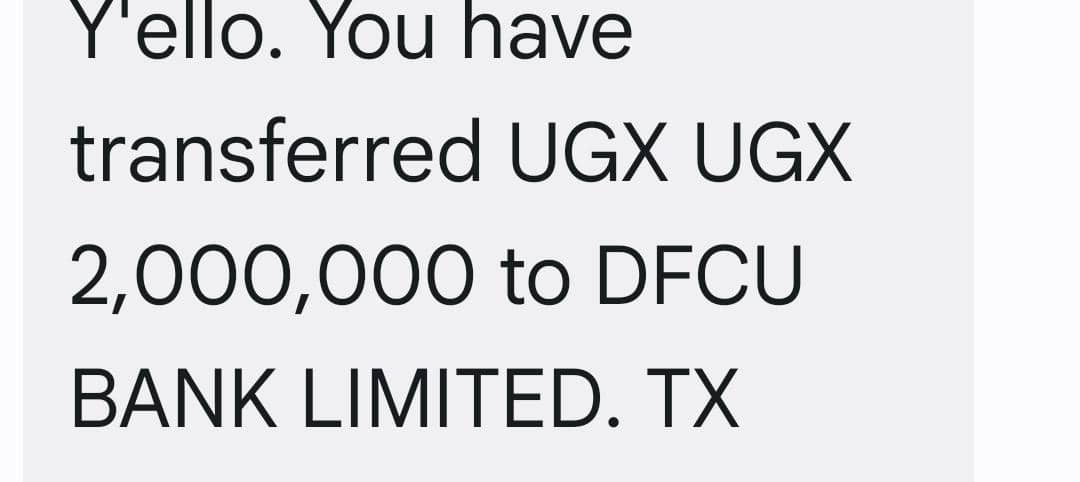 Y'ello. You have
transferred UGX UGX
2,000,000 to DFCU
BANK LIMITED. TX